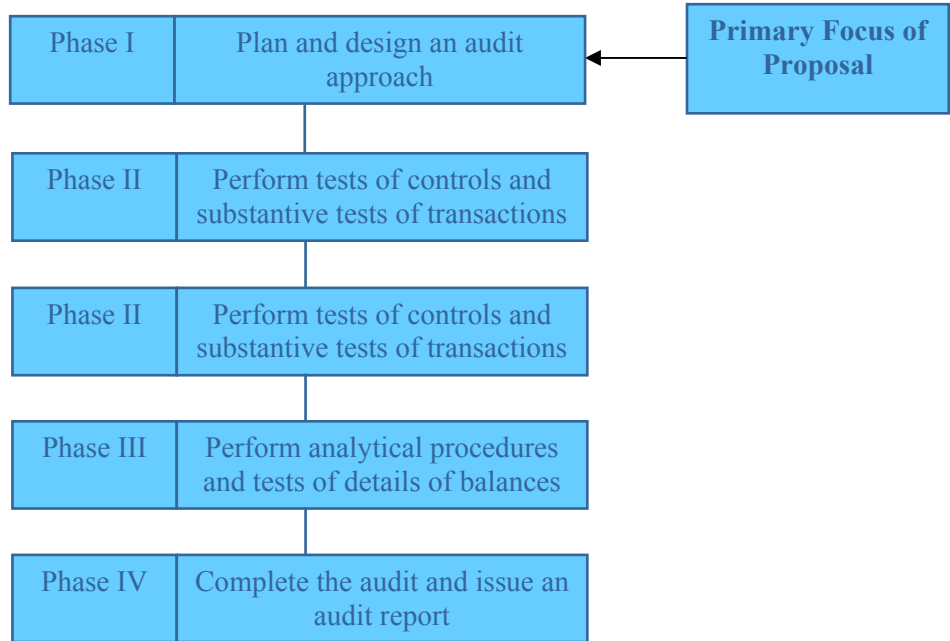 Phase I
Plan and design an audit
approach
Primary Focus of
Proposal
Phase II
Perform tests of controls and
substantive tests of transactions
Phase II
Perform tests of controls and
substantive tests of transactions
Phase III
Perform analytical procedures
and tests of details of balances
Phase IV
Complete the audit and issue an
audit report